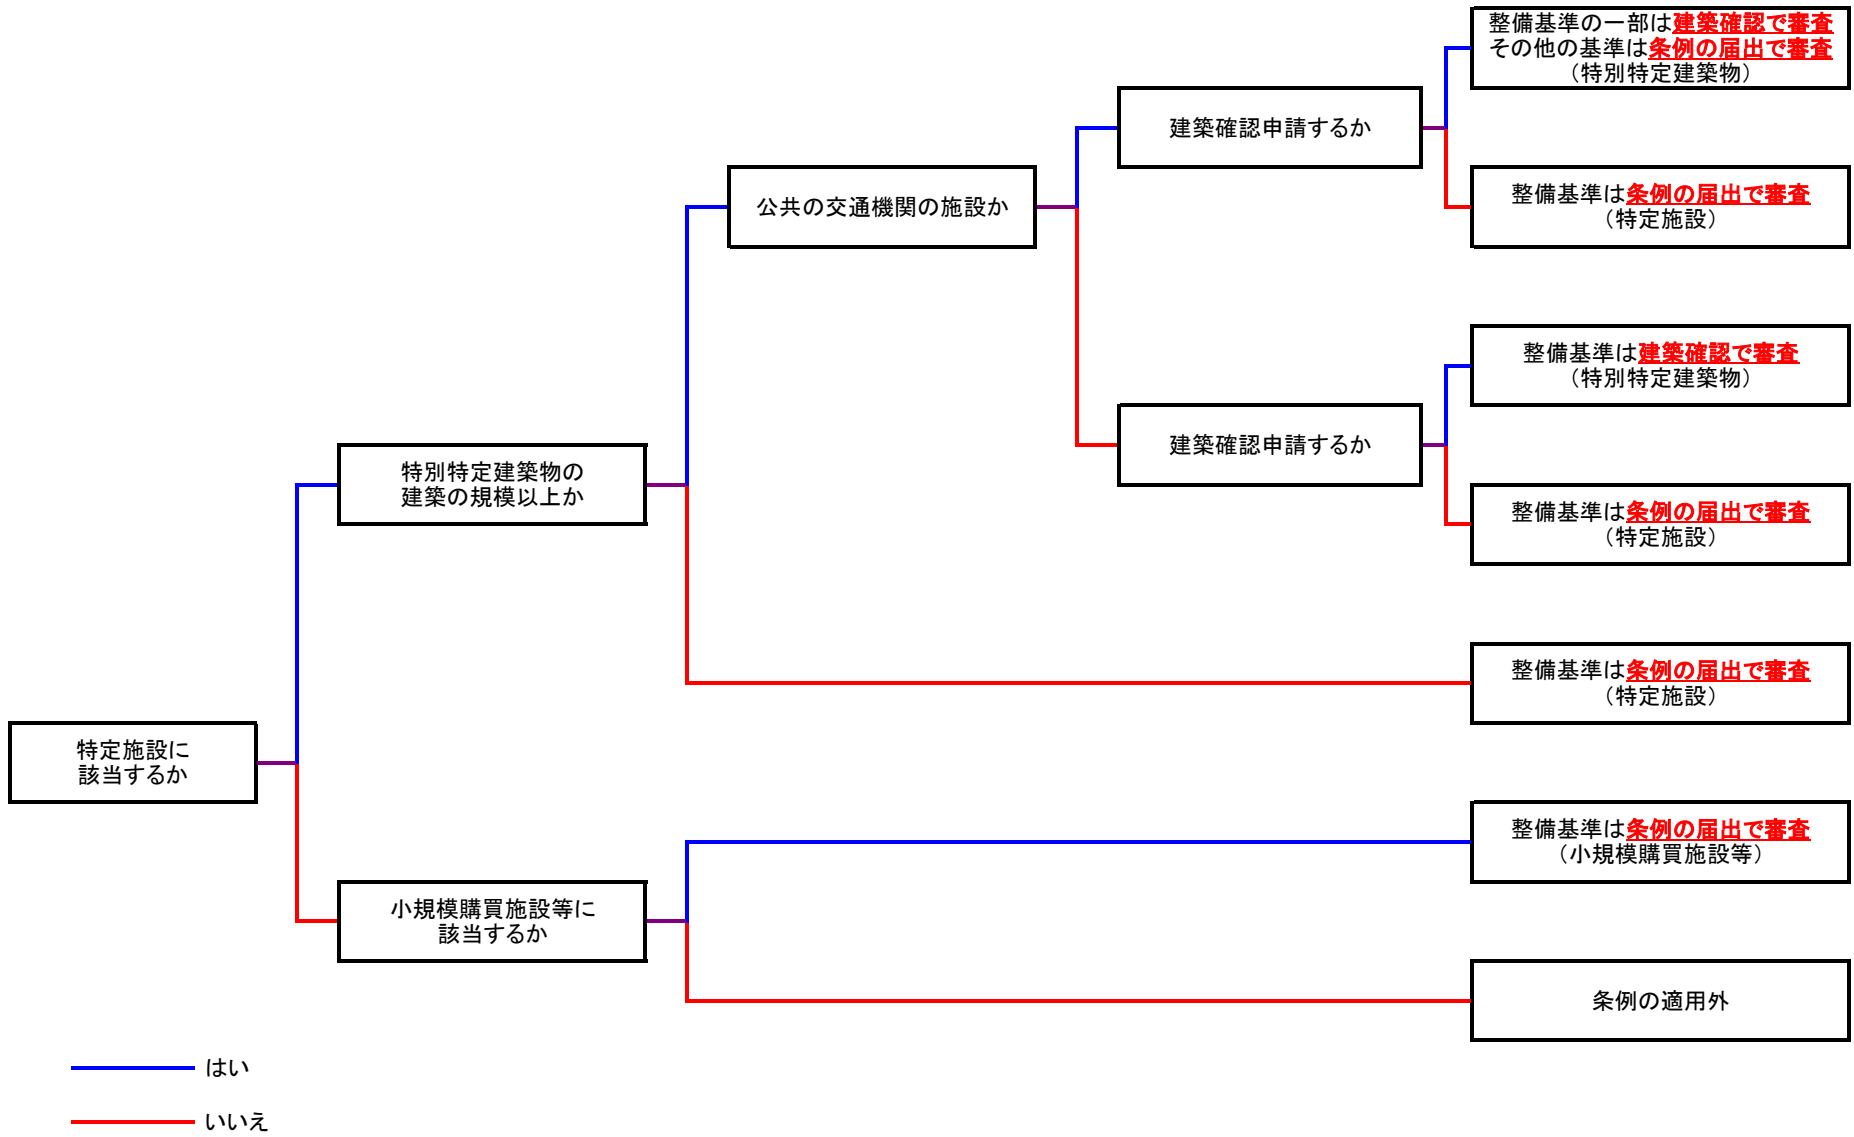 整備基準の一部は建築確認で審査
その他の基準は条例の届出で審査
（特別特定建築物）
建築確認申請するか
公共の交通機関の施設か
整備基準は条例の届出で審査
（特定施設）
整備基準は建築確認で審査
（特別特定建築物）
建築確認申請するか
特別特定建築物の
建築の規模以上か
整備基準は条例の届出で審査
（特定施設）
整備基準は条例の届出で審査
（特定施設）
特定施設に
該当するか
整備基準は条例の届出で審査
（小規模購買施設等）
小規模購買施設等に
該当するか
条例の適用外
はい
いいえ